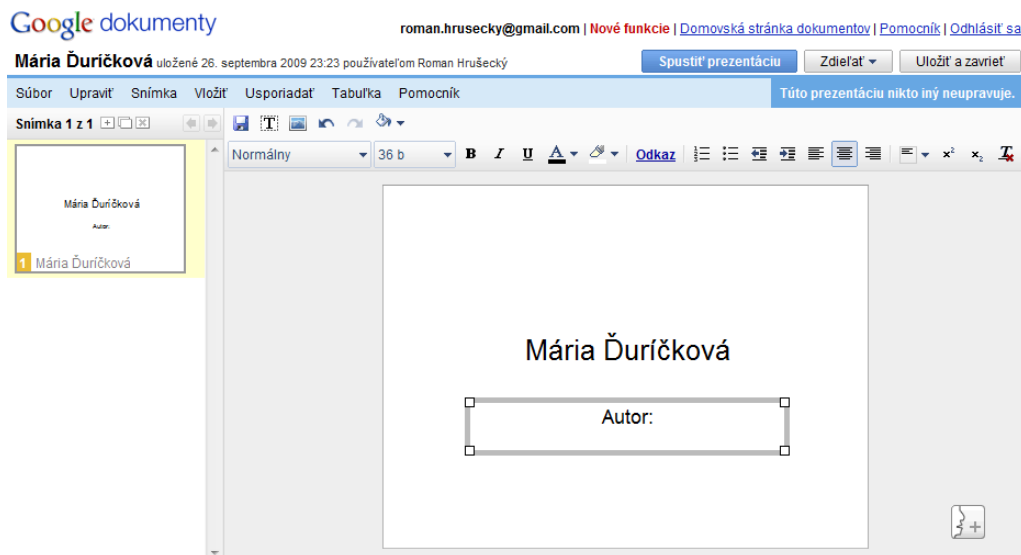 Google dokumenty
roman.hrusecky@gmail.com | Nové funkcie | Domovská stránka dokumentov | Pomocník | Odhlásiť sa
Mária Ďuríčková uložené 26. septembra 2009 23:23 používateľom Roman Hrušecký
Spustiť prezentáciu Zdieľať Uložiť a zavrieť
Súbor Upraviť Snímka Vložiť Usporiadať Tabuľka Pomocník
Túto prezentáciu nikto iný neupravuje.
Snímka 1 z 1
Normálny 36 b B I U A Odkaz x² x₂ T
Mária Ďuríčková
Autor:
1 Mária Ďuríčková
Mária Ďuríčková
Autor: